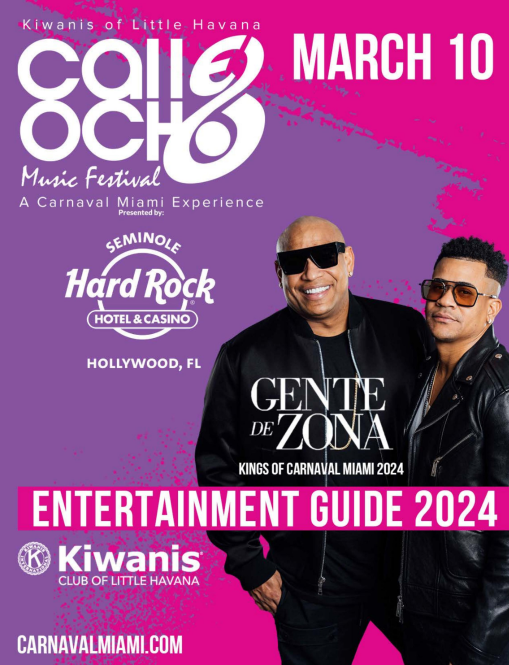 Kiwanis of Little Havana
calle
OCHO
8
Music Festival
A Carnaval Miami Experience
Presented by:
MARCH 10
SEMINOLE
Hard Rock
HOTEL & CASINO
HOLLYWOOD, FL
GENTE
DE ZONA
KINGS OF CARNAVAL MIAMI 2024
ENTERTAINMENT GUIDE 2024
Kiwanis
CLUB OF LITTLE HAVANA
CARNAVALMIAMI.COM